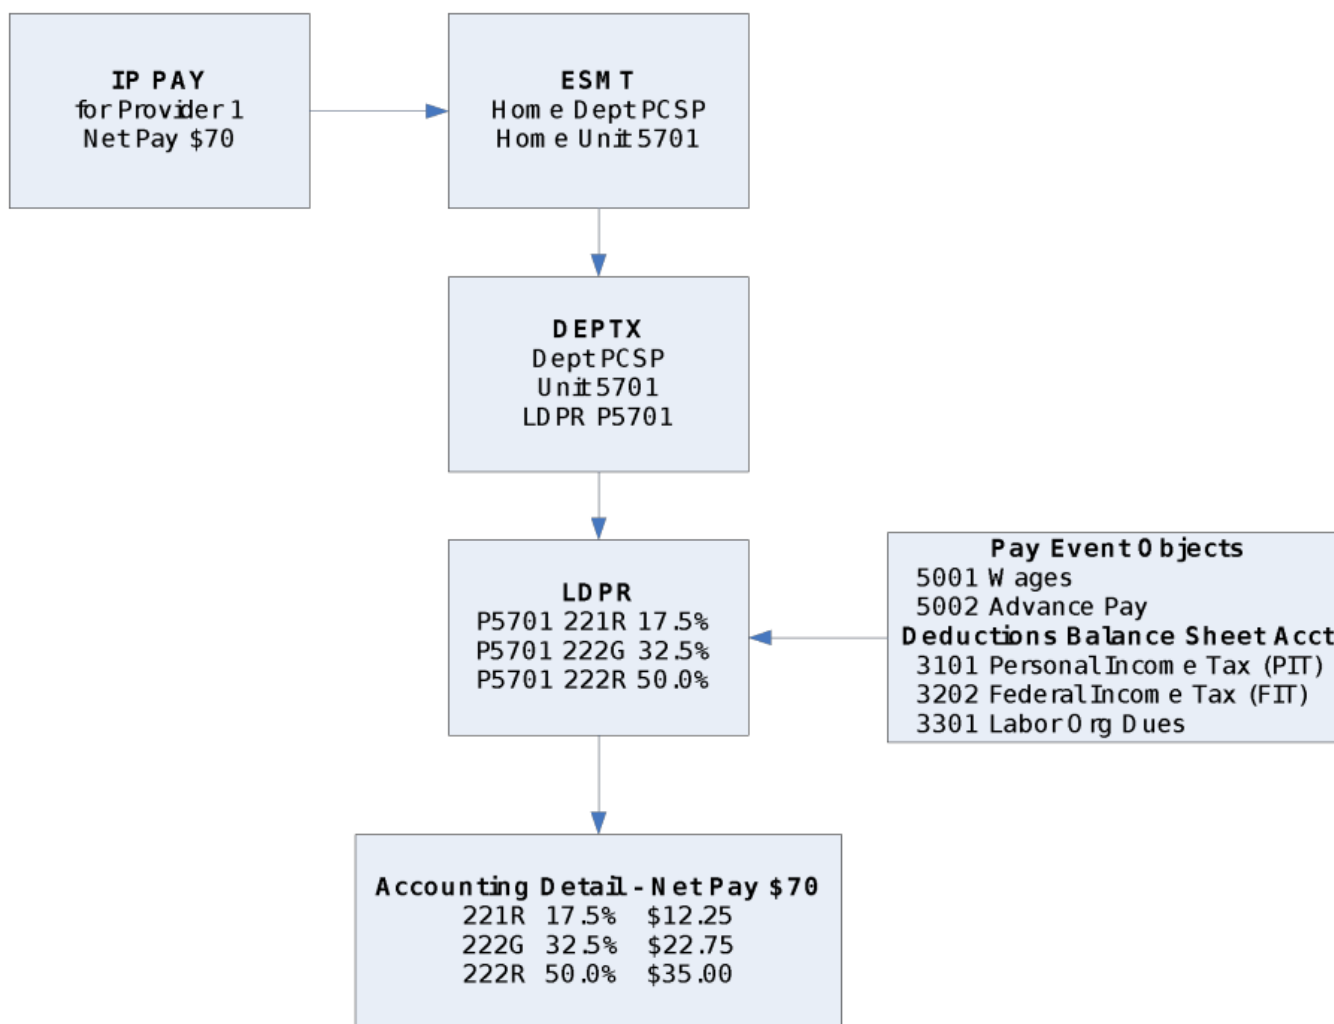 IP PAY
for Provider 1
Net Pay $70
ESMT
Home Dept PCSP
Home Unit 5701
DEPTX
Dept PCSP
Unit 5701
LDPR P5701
LDPR
P5701 221R 17.5%
P5701 222G 32.5%
P5701 222R 50.0%
Pay Event Objects
5001 Wages
5002 Advance Pay
Deductions Balance Sheet Acct
3101 Personal Income Tax (PIT)
3202 Federal Income Tax (FIT)
3301 Labor Org Dues
Accounting Detail - Net Pay $70
221R 17.5% $12.25
222G 32.5% $22.75
222R 50.0% $35.00